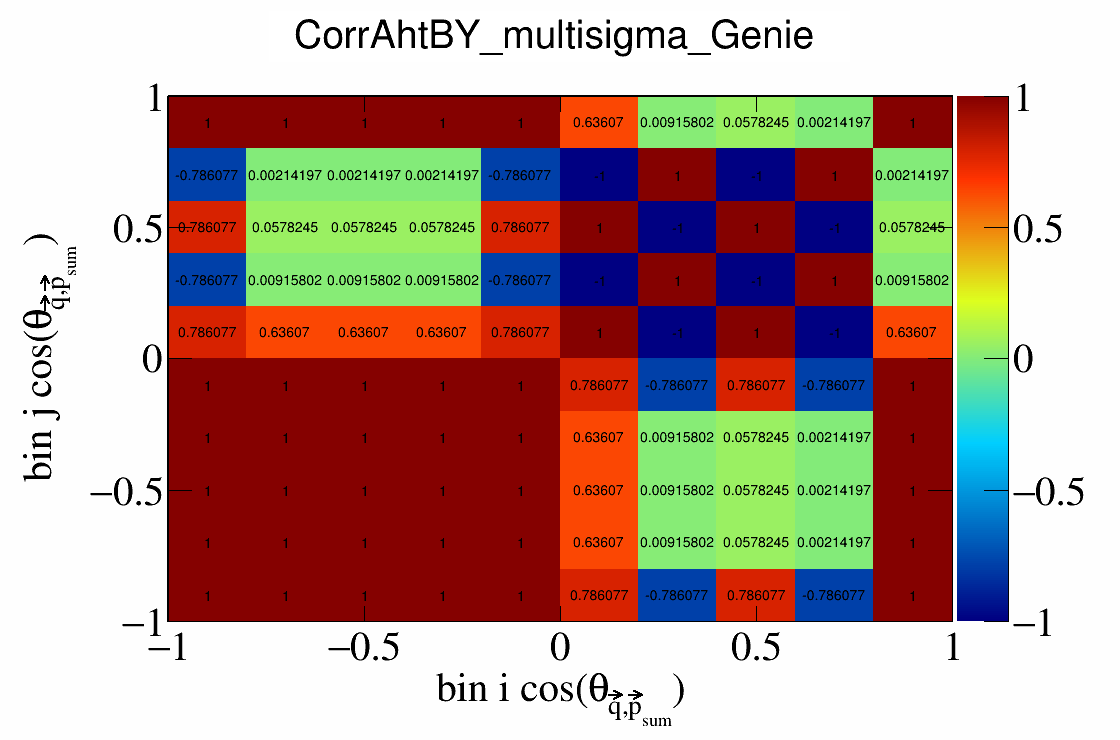 CorrAhtBY_multisigma_Genie
1 1 1 1 1 0.63607 0.00915802 0.0578245 0.00214197 1
-0.786077 0.00214197 0.00214197 0.00214197 -0.786077 -1 1 -1 1 0.00214197
0.786077 0.0578245 0.0578245 0.0578245 0.786077 1 -1 1 -1 0.0578245
-0.786077 0.00915802 0.00915802 0.00915802 -0.786077 -1 1 -1 1 0.00915802
0.786077 0.63607 0.63607 0.63607 0.786077 1 -1 1 -1 0.63607
1 1 1 1 1 0.786077 -0.786077 0.786077 -0.786077 1
1 1 1 1 1 0.63607 0.00915802 0.0578245 0.00214197 1
1 1 1 1 1 0.63607 0.00915802 0.0578245 0.00214197 1
1 1 1 1 1 0.63607 0.00915802 0.0578245 0.00214197 1
1 1 1 1 1 0.786077 -0.786077 0.786077 -0.786077 1
1
0.5
0
−0.5
−1
bin j cos(θq⃗,p⃗sum)
−1 −0.5 0 0.5 1
bin i cos(θq⃗,p⃗sum)
1
0.5
0
−0.5
−1